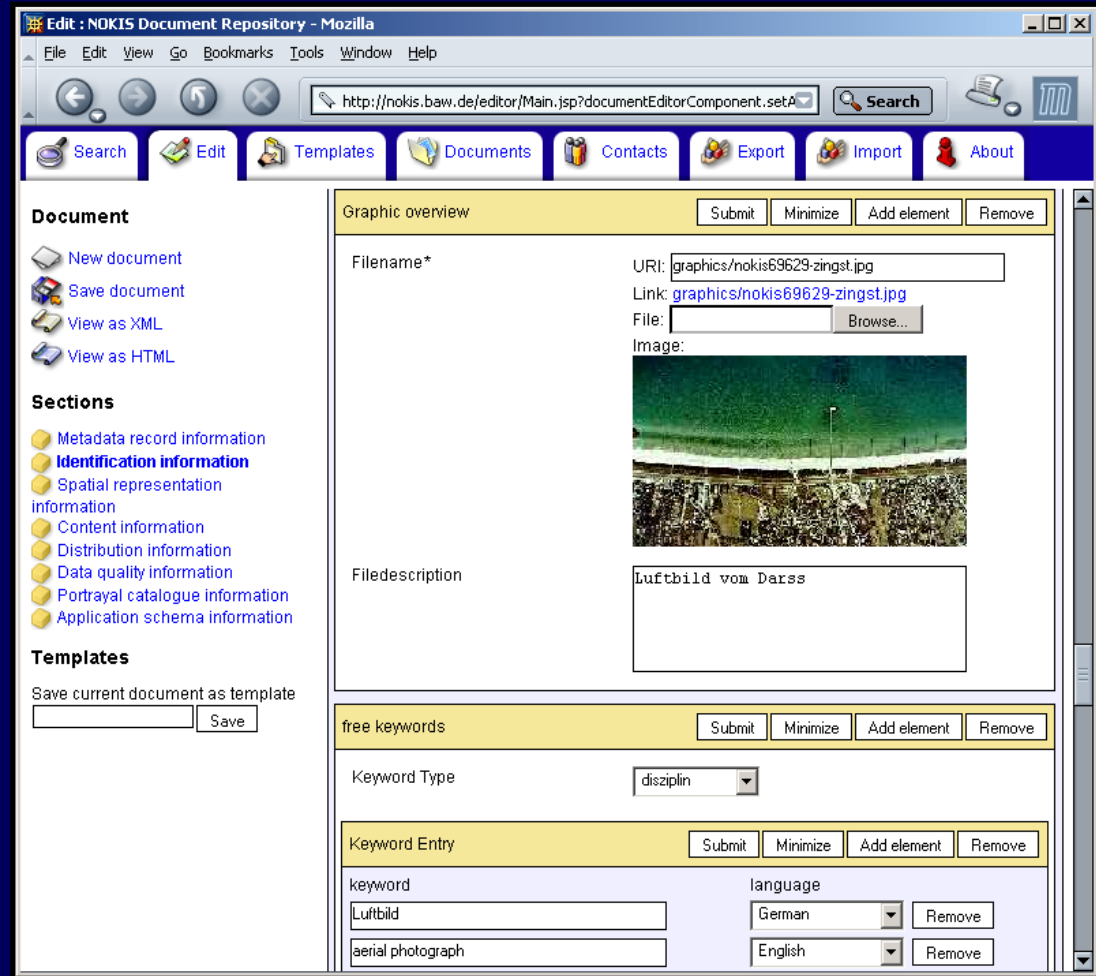 Edit : NOKIS Document Repository - Mozilla
File Edit View Go Bookmarks Tools Window Help
http://nokis.baw.de/editor/Main.jsp?documentEditorComponent.setA Search
Search Edit Templates Documents Contacts Export Import About
Document
New document
Save document
View as XML
View as HTML
Sections
Metadata record information
Identification information
Spatial representation
information
Content information
Distribution information
Data quality information
Portrayal catalogue information
Application schema information
Templates
Save current document as template
Save
Graphic overview Submit Minimize Add element Remove
Filename* URI: graphics/nokis69629-zingst.jpg
Link: graphics/nokis69629-zingst.jpg
File: Browse...
Image:
Filedescription Luftbild vom Darss
free keywords Submit Minimize Add element Remove
Keyword Type disziplin
Keyword Entry Submit Minimize Add element Remove
keyword language
Luftbild German Remove
aerial photograph English Remove